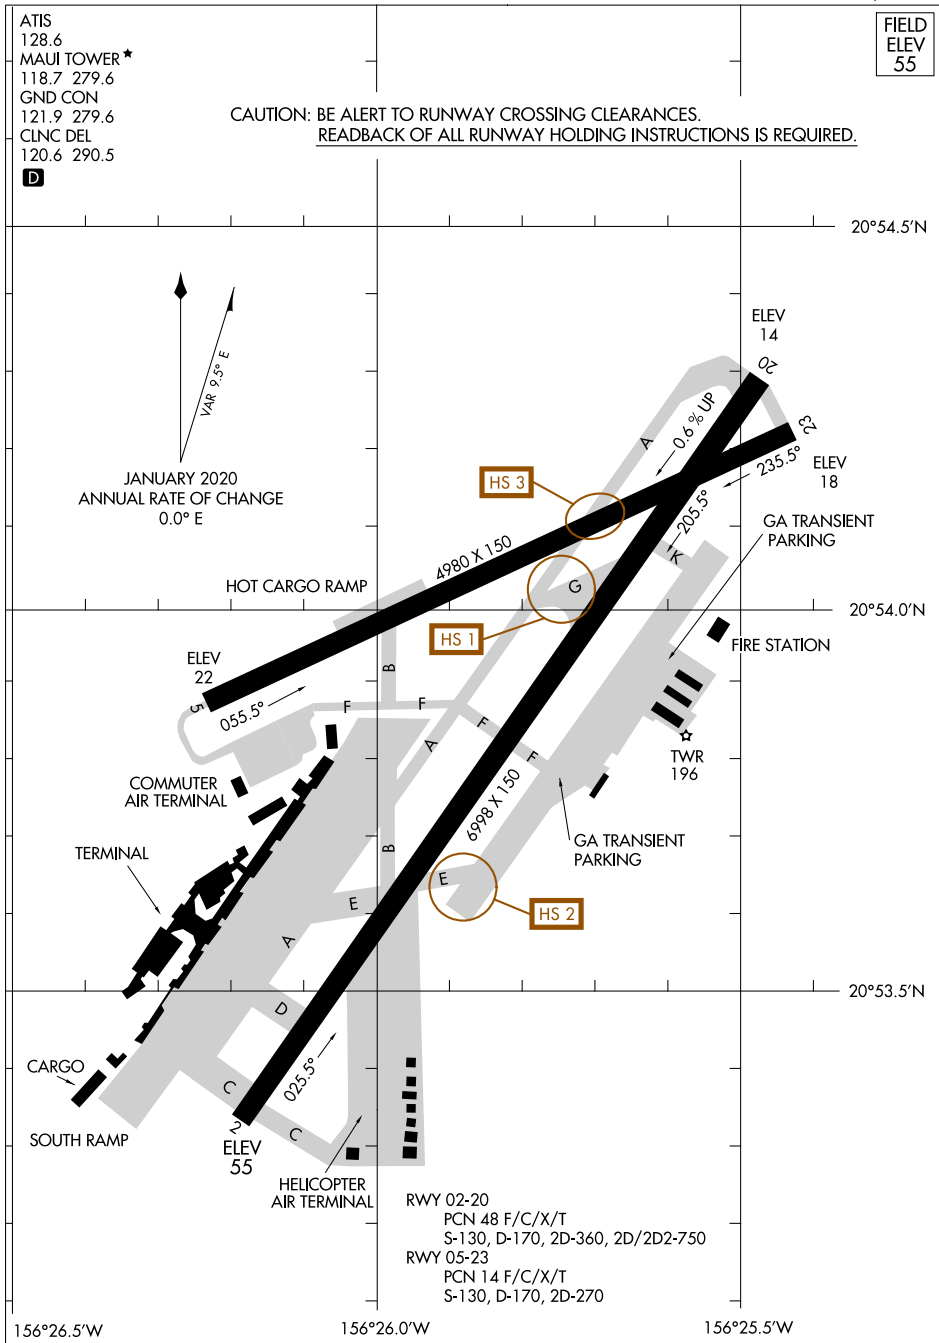 ATIS
128.6
MAUI TOWER ★
118.7 279.6
GND CON
121.9 279.6
CLNC DEL
120.6 290.5
D
FIELD
ELEV
55
CAUTION: BE ALERT TO RUNWAY CROSSING CLEARANCES.
READBACK OF ALL RUNWAY HOLDING INSTRUCTIONS IS REQUIRED.
20°54.5'N
VAR 9.5° E
JANUARY 2020
ANNUAL RATE OF CHANGE
0.0° E
ELEV
14
20
A
0.6 % UP
23
235.5°
ELEV
18
HS 3
205.5°
GA TRANSIENT
PARKING
4980 X 150
K
HOT CARGO RAMP
G
20°54.0'N
HS 1
FIRE STATION
ELEV
22
B
5
055.5°
F
F
F
F
A
TWR
196
COMMUTER
AIR TERMINAL
6998 X 150
GA TRANSIENT
PARKING
TERMINAL
B
E
E
HS 2
A
20°53.5'N
D
025.5°
CARGO
C
C
2
SOUTH RAMP
ELEV
55
HELICOPTER
AIR TERMINAL
RWY 02-20
PCN 48 F/C/X/T
S-130, D-170, 2D-360, 2D/2D2-750
RWY 05-23
PCN 14 F/C/X/T
S-130, D-170, 2D-270
156°26.5'W
156°26.0'W
156°25.5'W